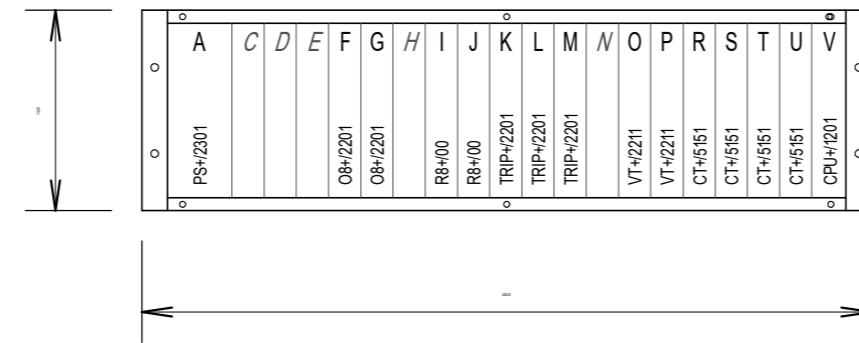 A C D E F G H I J K L M N O P R S T U V
PS+/2301
O8+/2201
O8+/2201
R8+/00
R8+/00
TRIP+/2201
TRIP+/2201
TRIP+/2201
VT+/2211
VT+/2211
CT+/5151
CT+/5151
CT+/5151
CT+/5151
CPU+/1201